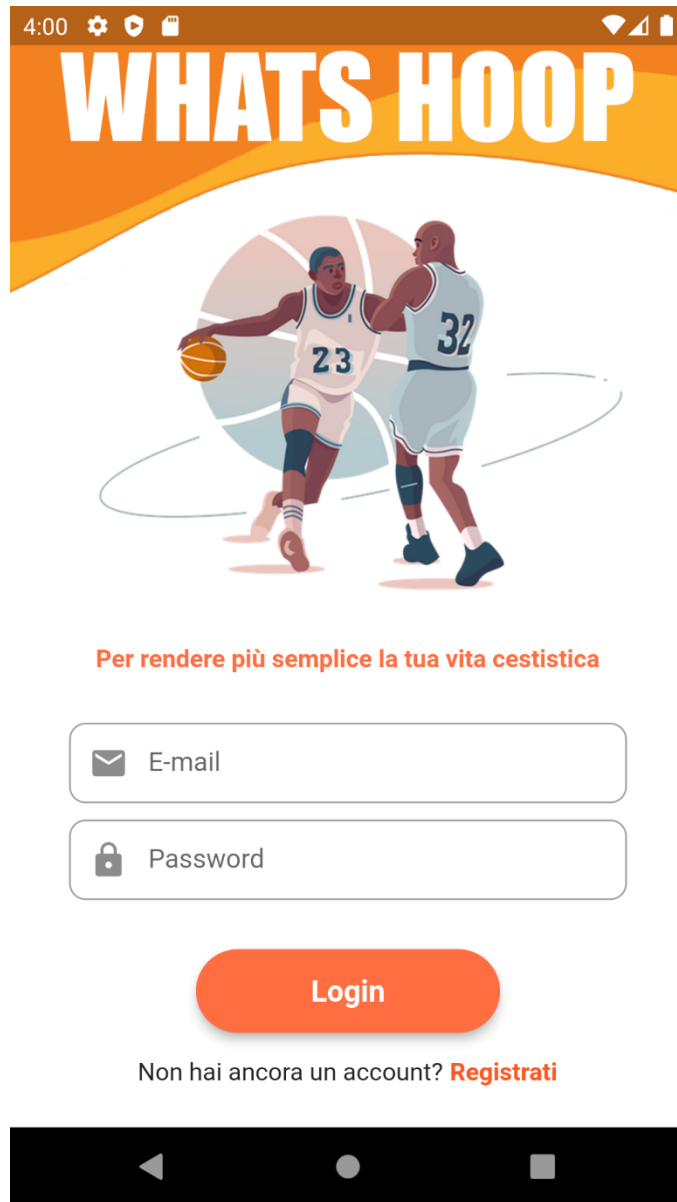 4:00
WHATS HOOP
23
32
Per rendere più semplice la tua vita cestistica
E-mail
Password
Login
Non hai ancora un account? Registrati